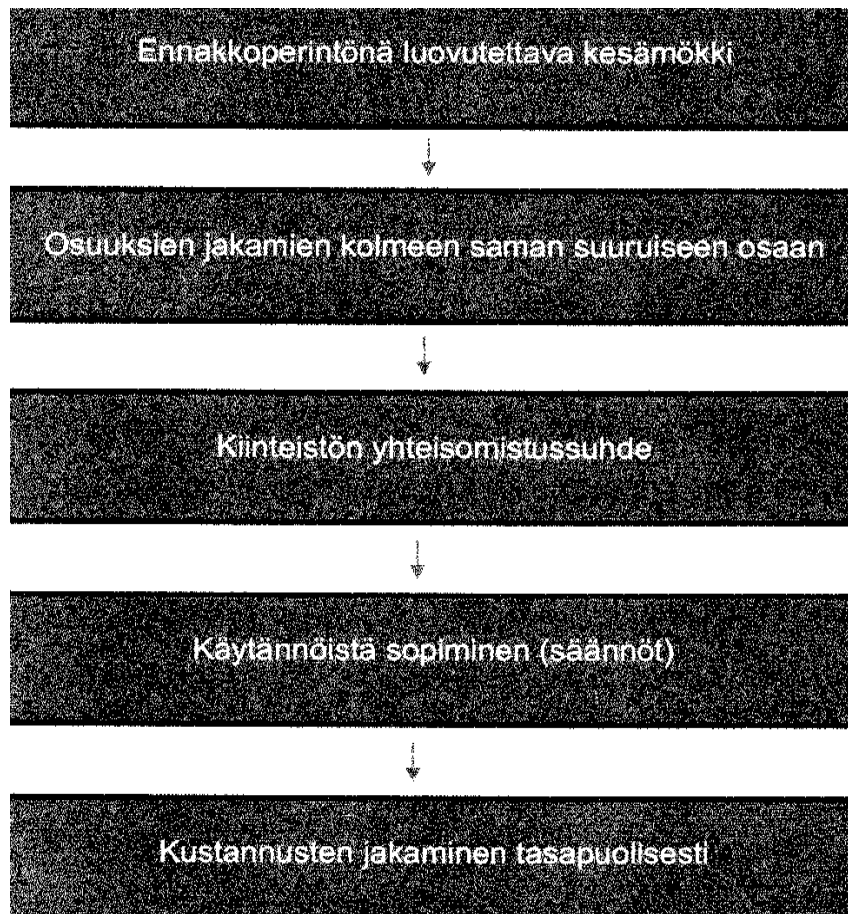 Ennakkoperintönä luovutettava kesämökki
Osuuksien jakamien kolmeen saman suuruiseen osaan
Kiinteistön yhteisomistussuhde
Käytännöistä sopiminen (säännöt)
Kustannusten jakaminen tasapuolisesti